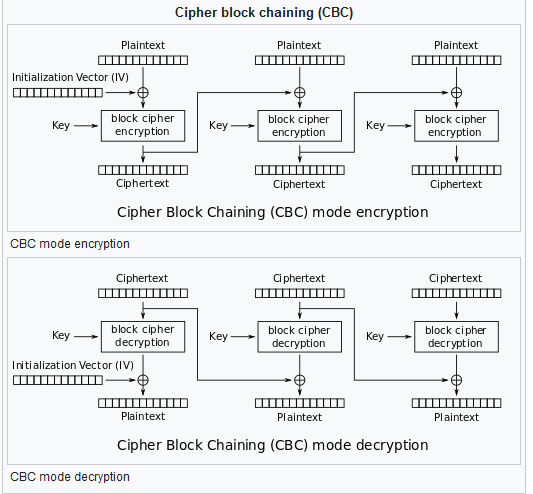 Cipher block chaining (CBC)
Plaintext Plaintext Plaintext
Initialization Vector (IV)
Key block cipher encryption Key block cipher encryption Key block cipher encryption
Ciphertext Ciphertext Ciphertext
Cipher Block Chaining (CBC) mode encryption
CBC mode encryption
Ciphertext Ciphertext Ciphertext
Key block cipher decryption Key block cipher decryption Key block cipher decryption
Initialization Vector (IV)
Plaintext Plaintext Plaintext
Cipher Block Chaining (CBC) mode decryption
CBC mode decryption